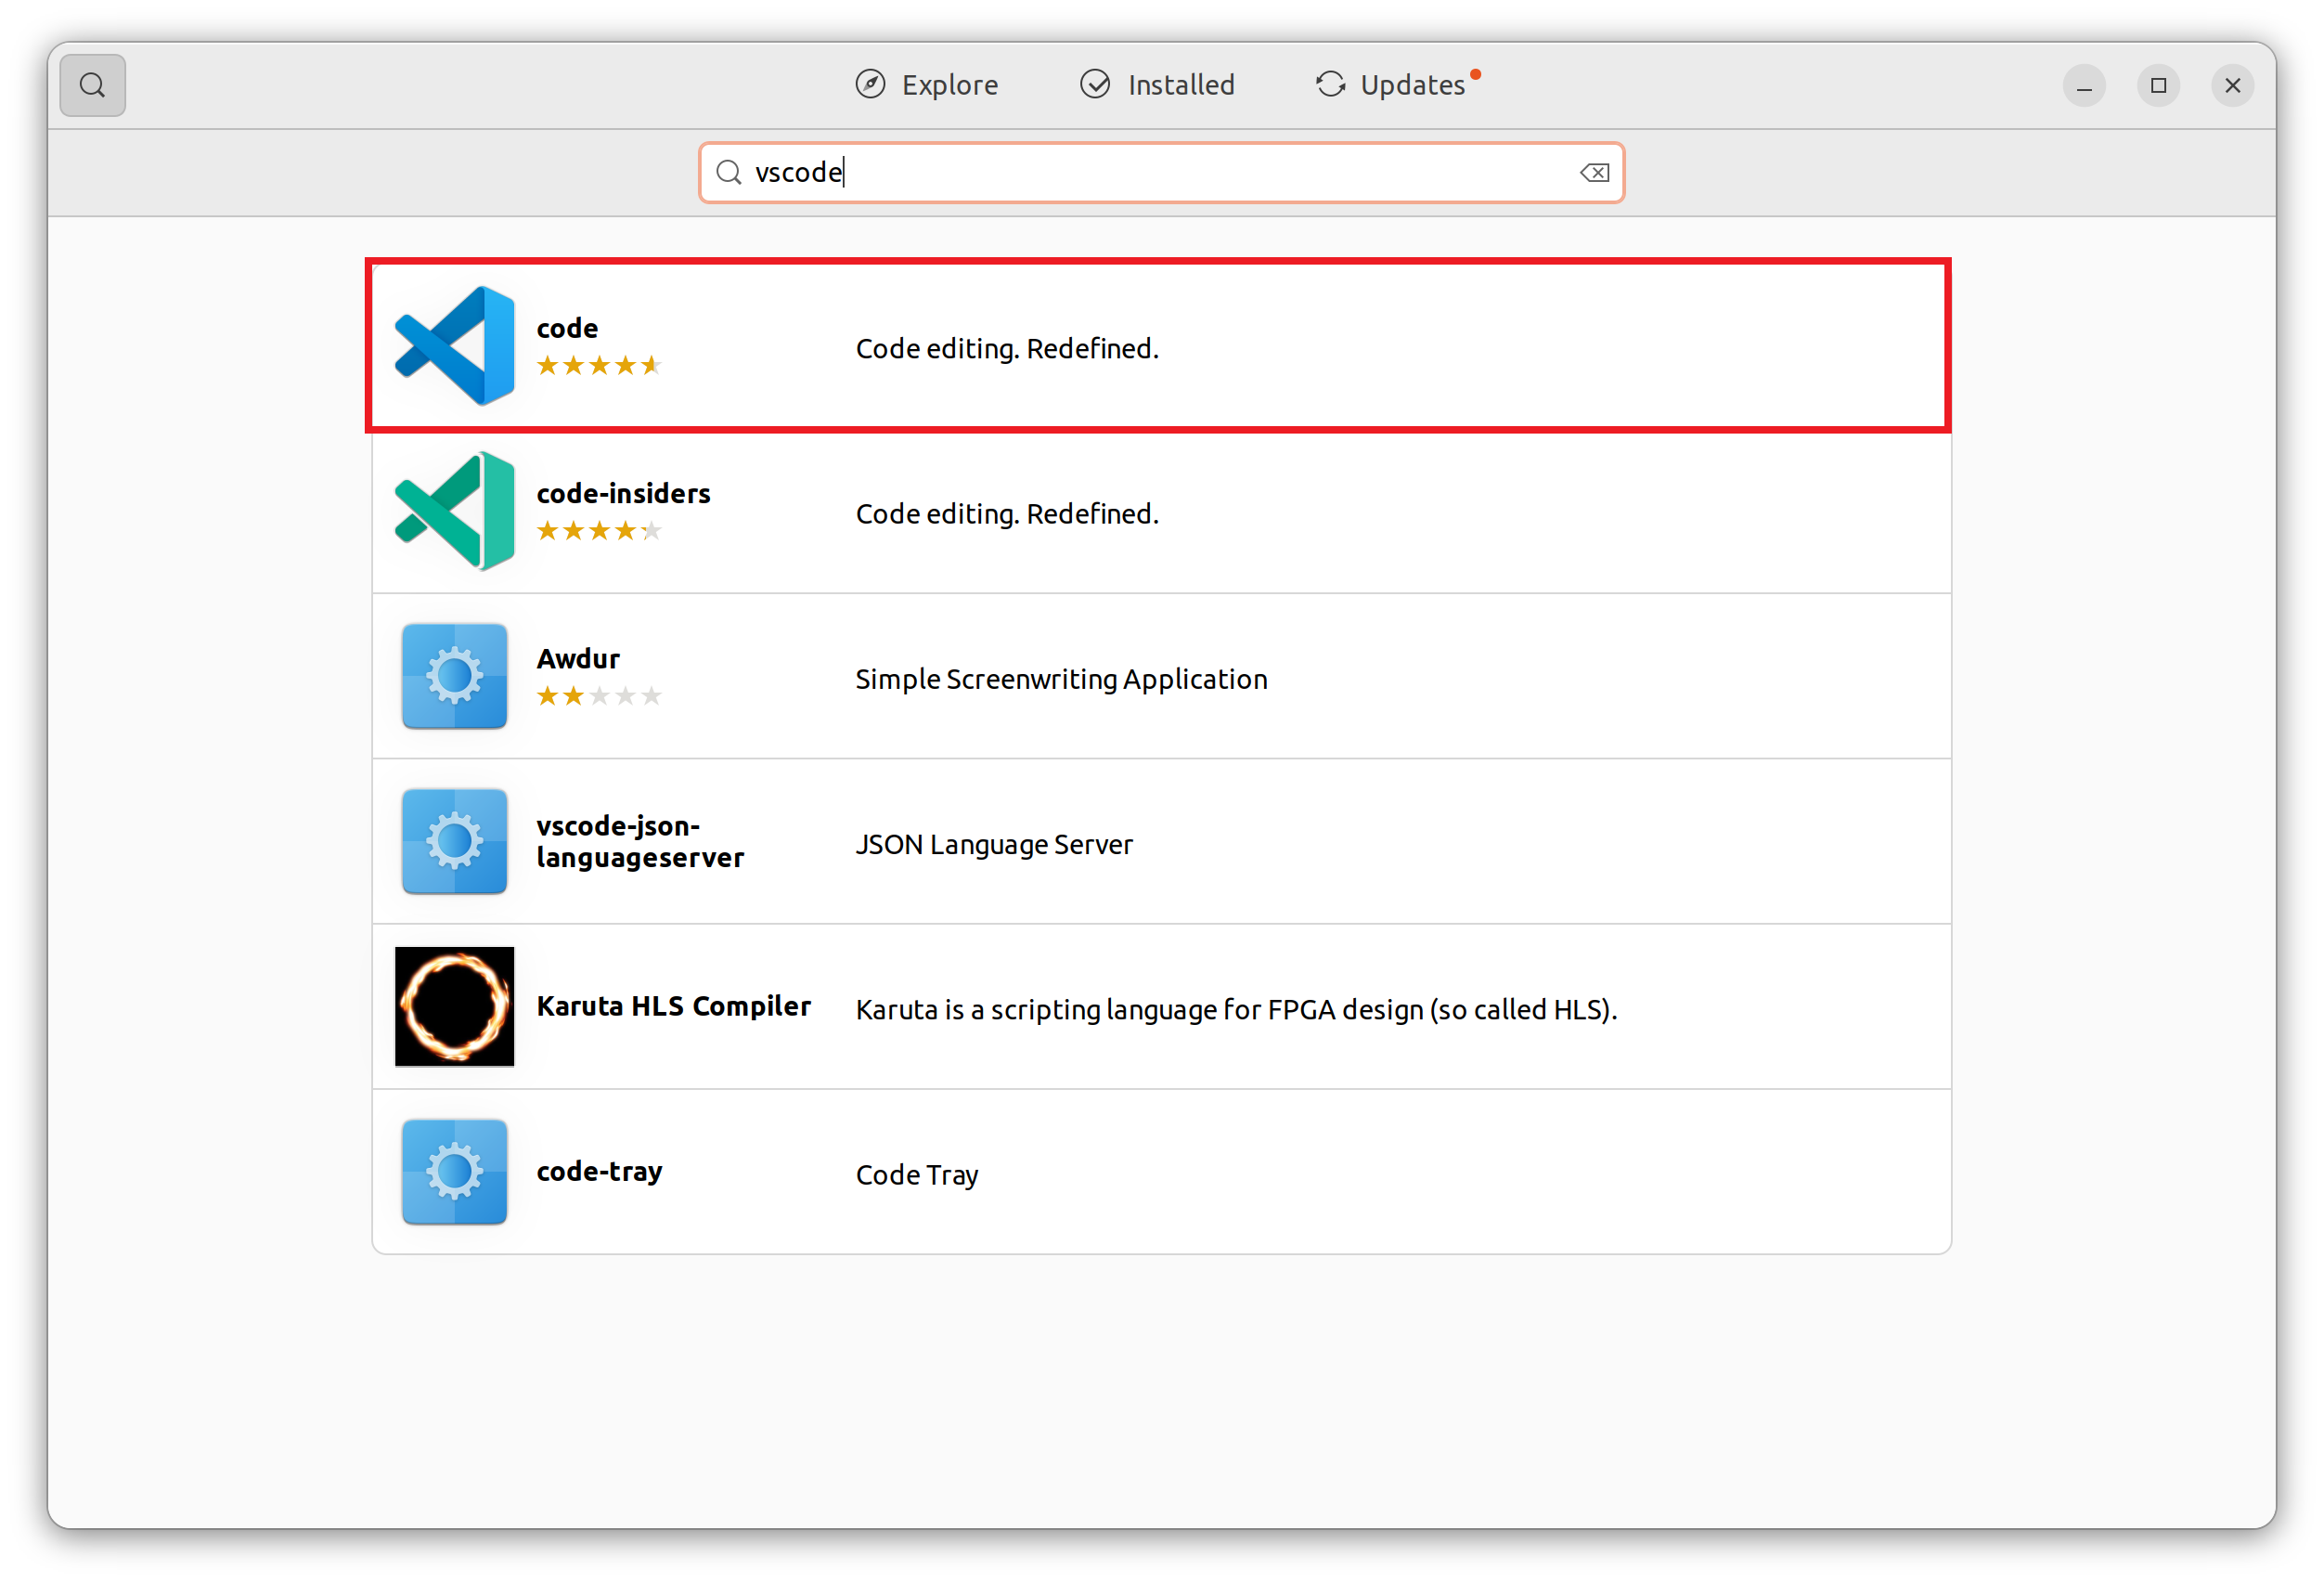 Explore Installed Updates
vscode
code
Code editing. Redefined.
code-insiders
Code editing. Redefined.
Awdur
Simple Screenwriting Application
vscode-json-
languageserver
JSON Language Server
Karuta HLS Compiler
Karuta is a scripting language for FPGA design (so called HLS).
code-tray
Code Tray